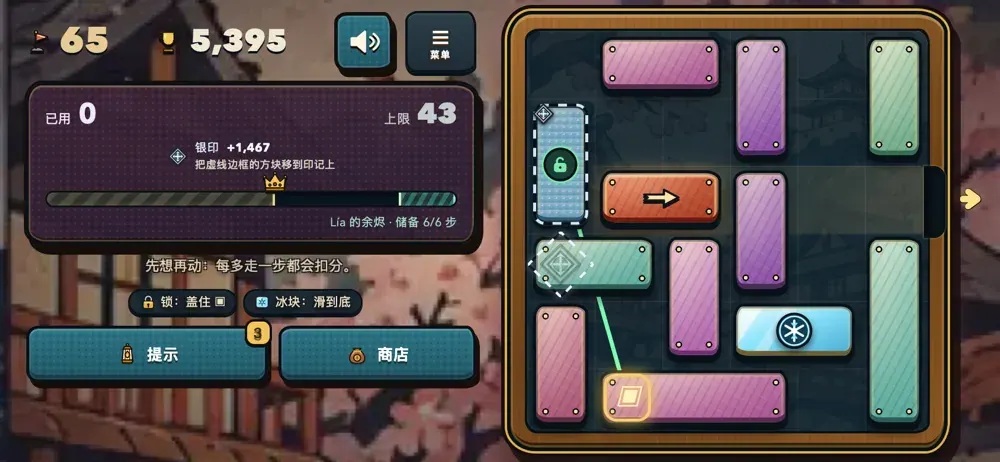 65
5,395
菜单
已用 0
上限 43
银印 +1,467
把虚线边框的方块移到印记上
Lía 的余烬 · 储备 6/6 步
先想再动：每多走一步都会扣分。
锁：盖住
冰块：滑到底
提示
3
商店